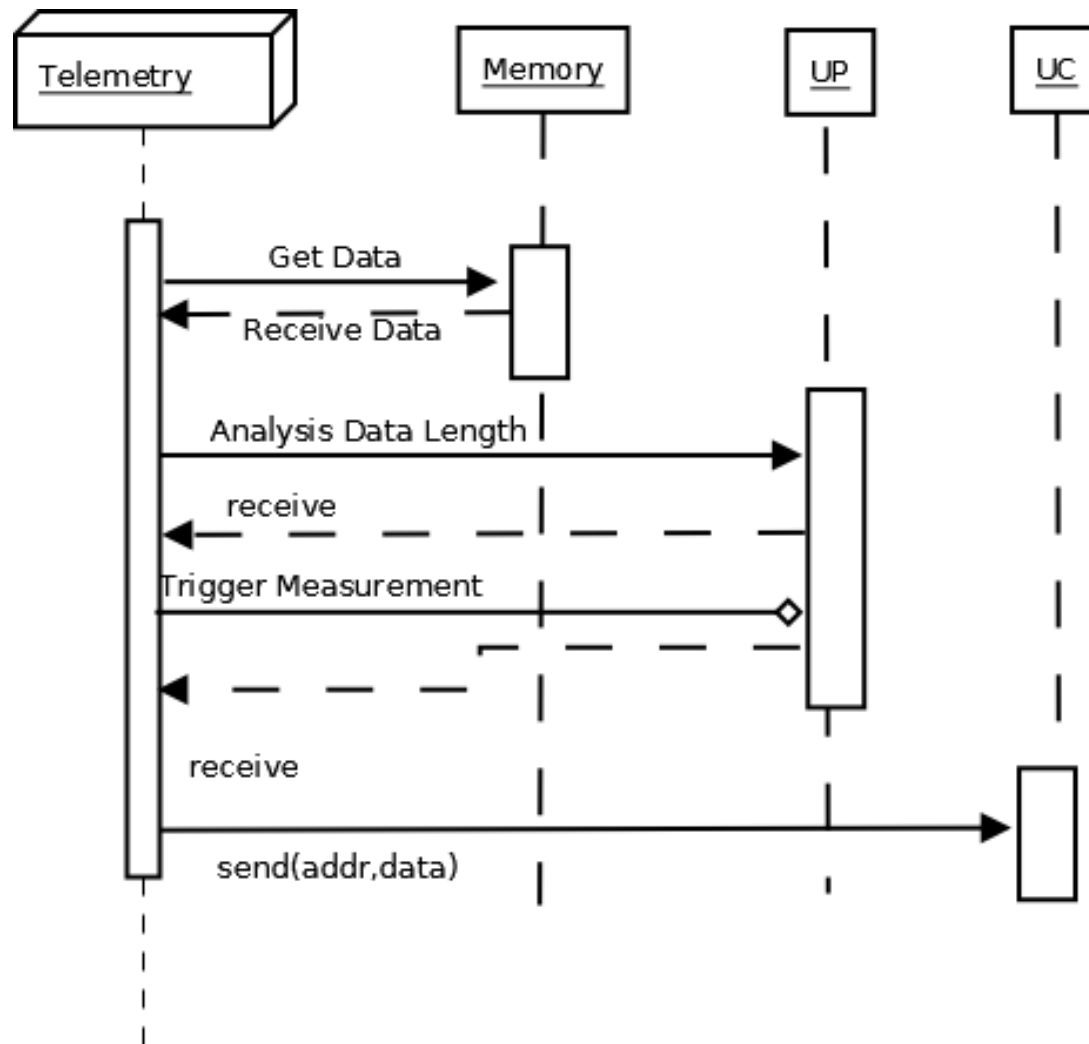 Telemetry
Memory
UP
UC
Get Data
Receive Data
Analysis Data Length
receive
Trigger Measurement
receive
send(addr,data)